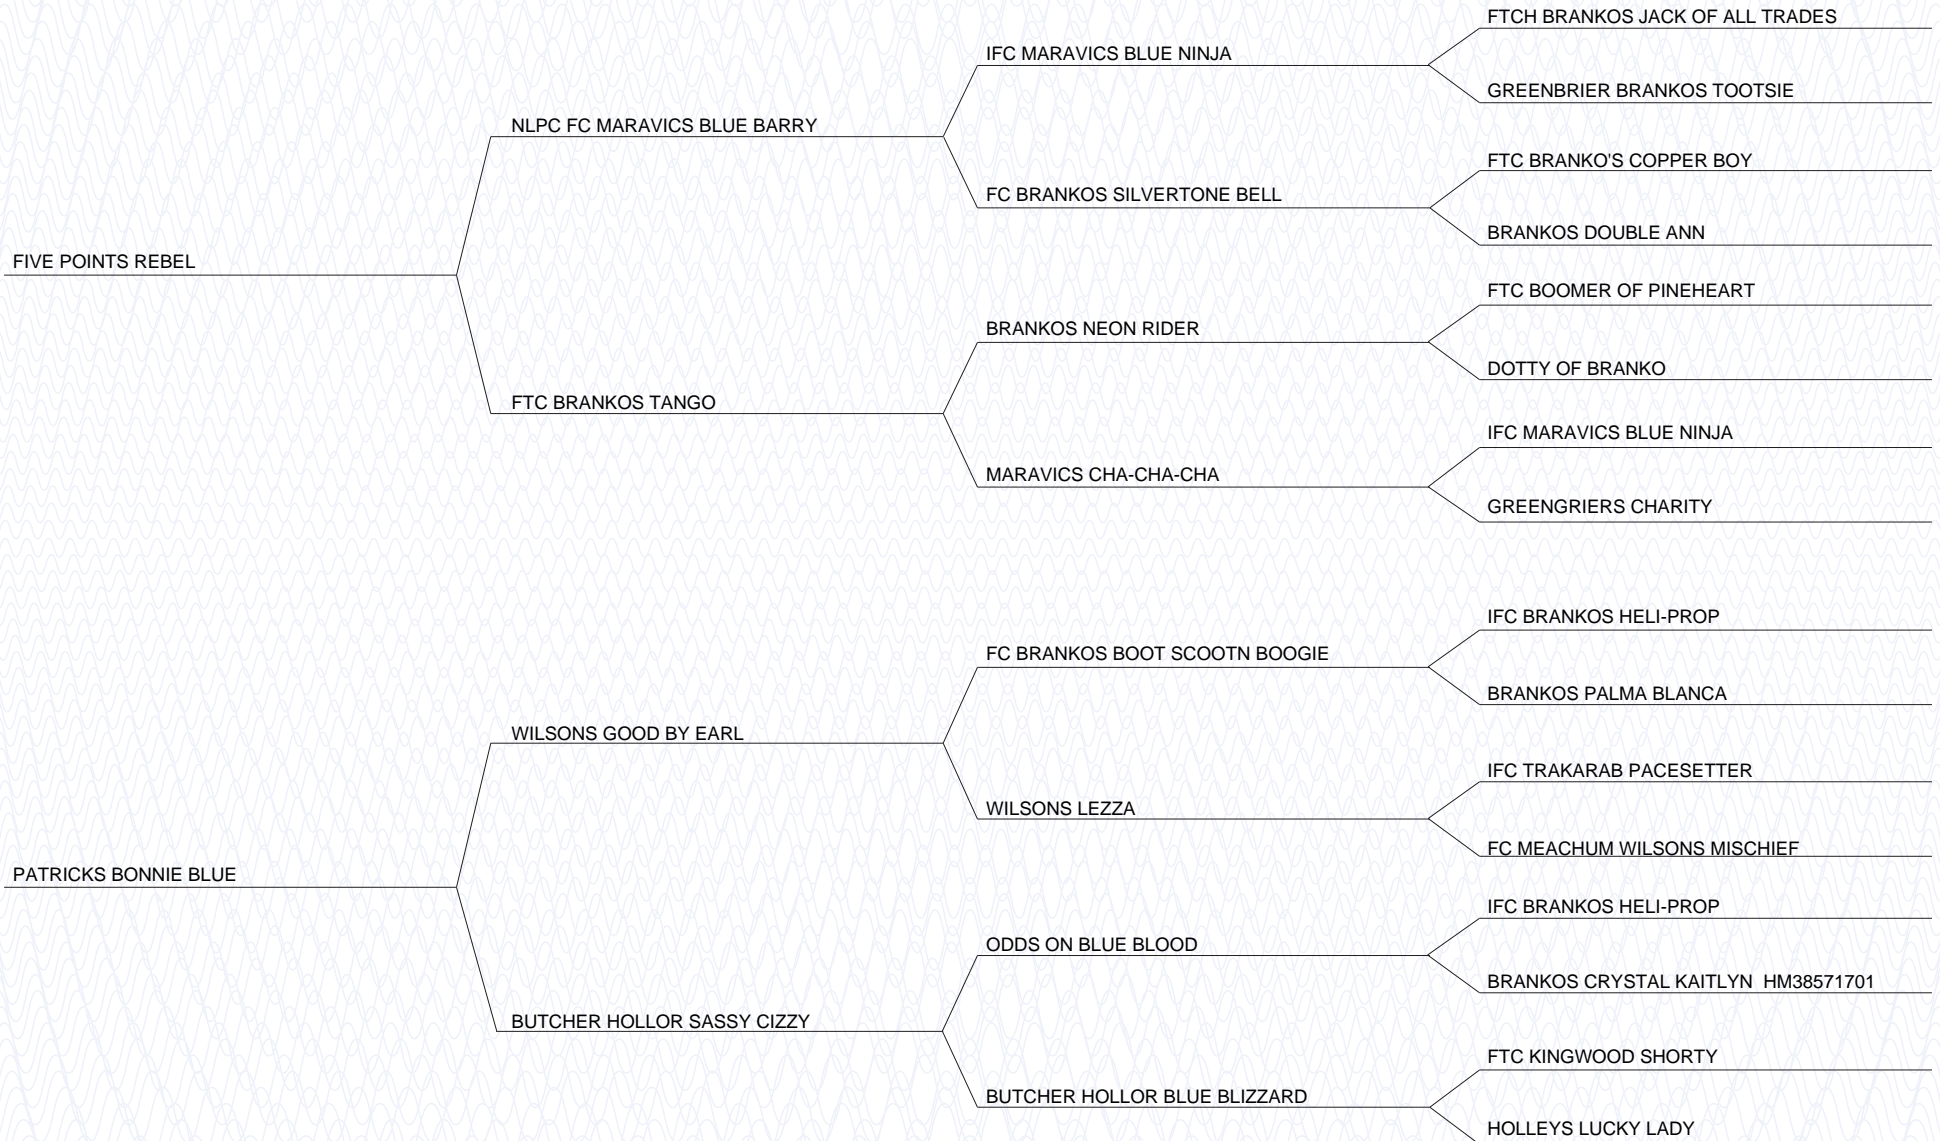 FTCH BRANKOS JACK OF ALL TRADES
IFC MARAVICS BLUE NINJA
GREENBRIER BRANKOS TOOTSIE
NLPC FC MARAVICS BLUE BARRY
FTC BRANKO'S COPPER BOY
FC BRANKOS SILVERTONE BELL
BRANKOS DOUBLE ANN
FIVE POINTS REBEL
FTC BOOMER OF PINEHEART
BRANKOS NEON RIDER
DOTTY OF BRANKO
FTC BRANKOS TANGO
IFC MARAVICS BLUE NINJA
MARAVICS CHA-CHA-CHA
GREENGRIERS CHARITY
IFC BRANKOS HELI-PROP
FC BRANKOS BOOT SCOOTN BOOGIE
BRANKOS PALMA BLANCA
WILSONS GOOD BY EARL
IFC TRAKARAB PACESETTER
WILSONS LEZZA
FC MEACHUM WILSONS MISCHIEF
PATRICKS BONNIE BLUE
IFC BRANKOS HELI-PROP
ODDS ON BLUE BLOOD
BRANKOS CRYSTAL KAITLYN  HM38571701
BUTCHER HOLLOR SASSY CIZZY
FTC KINGWOOD SHORTY
BUTCHER HOLLOR BLUE BLIZZARD
HOLLEYS LUCKY LADY